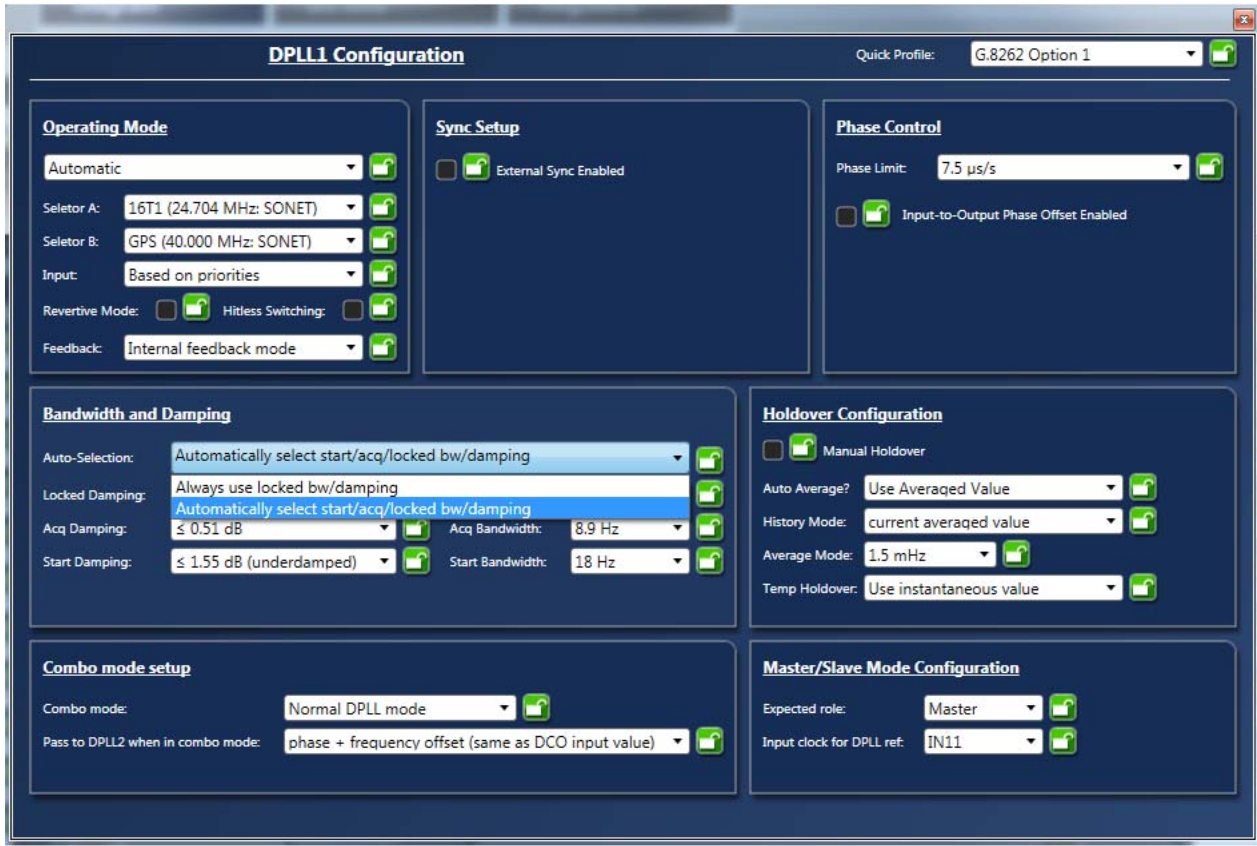 DPLL1 Configuration
Quick Profile: G.8262 Option 1
Operating Mode
Automatic
Seletor A: 16T1 (24.704 MHz: SONET)
Seletor B: GPS (40.000 MHz: SONET)
Input: Based on priorities
Revertive Mode: Hitless Switching:
Feedback: Internal feedback mode
Sync Setup
External Sync Enabled
Phase Control
Phase Limit: 7.5 µs/s
Input-to-Output Phase Offset Enabled
Bandwidth and Damping
Auto-Selection: Automatically select start/acq/locked bw/damping
Always use locked bw/damping
Locked Damping:
Automatically select start/acq/locked bw/damping
Acq Damping: ≤ 0.51 dB Acq Bandwidth: 8.9 Hz
Start Damping: ≤ 1.55 dB (underdamped) Start Bandwidth: 18 Hz
Holdover Configuration
Manual Holdover
Auto Average? Use Averaged Value
History Mode: current averaged value
Average Mode: 1.5 mHz
Temp Holdover: Use instantaneous value
Combo mode setup
Combo mode: Normal DPLL mode
Pass to DPLL2 when in combo mode: phase + frequency offset (same as DCO input value)
Master/Slave Mode Configuration
Expected role: Master
Input clock for DPLL ref: IN11